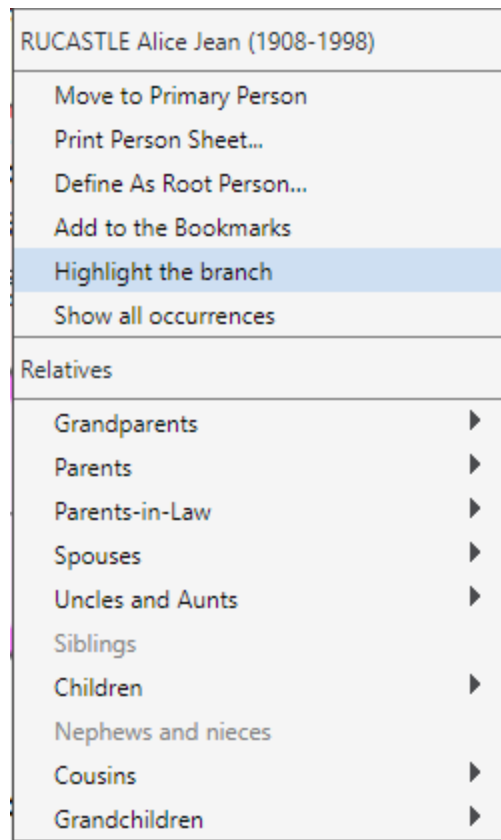 RUCASTLE Alice Jean (1908-1998)
Move to Primary Person
Print Person Sheet...
Define As Root Person...
Add to the Bookmarks
Highlight the branch
Show all occurrences
Relatives
Grandparents
Parents
Parents-in-Law
Spouses
Uncles and Aunts
Siblings
Children
Nephews and nieces
Cousins
Grandchildren